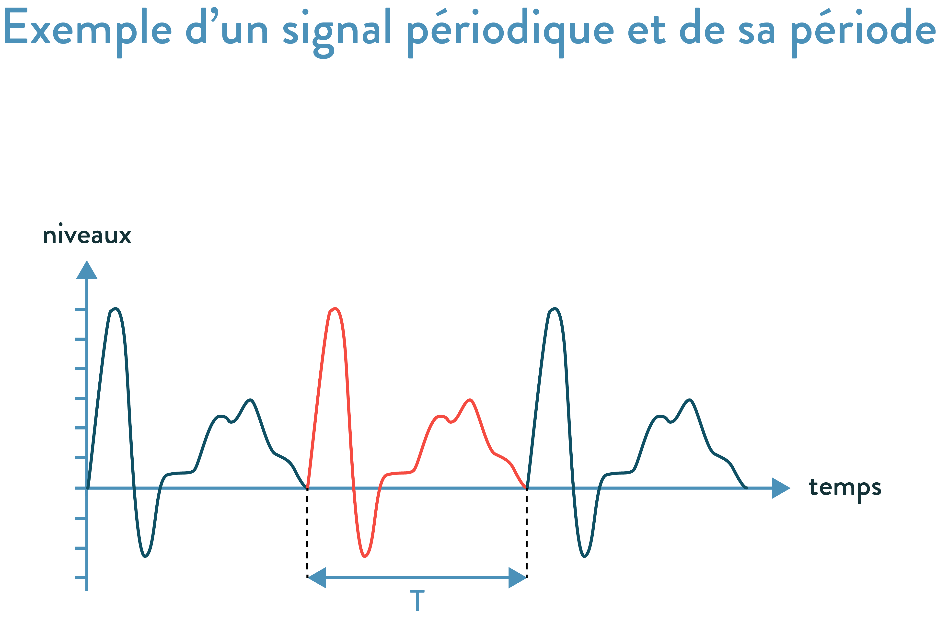 Exemple d’un signal périodique et de sa période
niveaux
temps
T